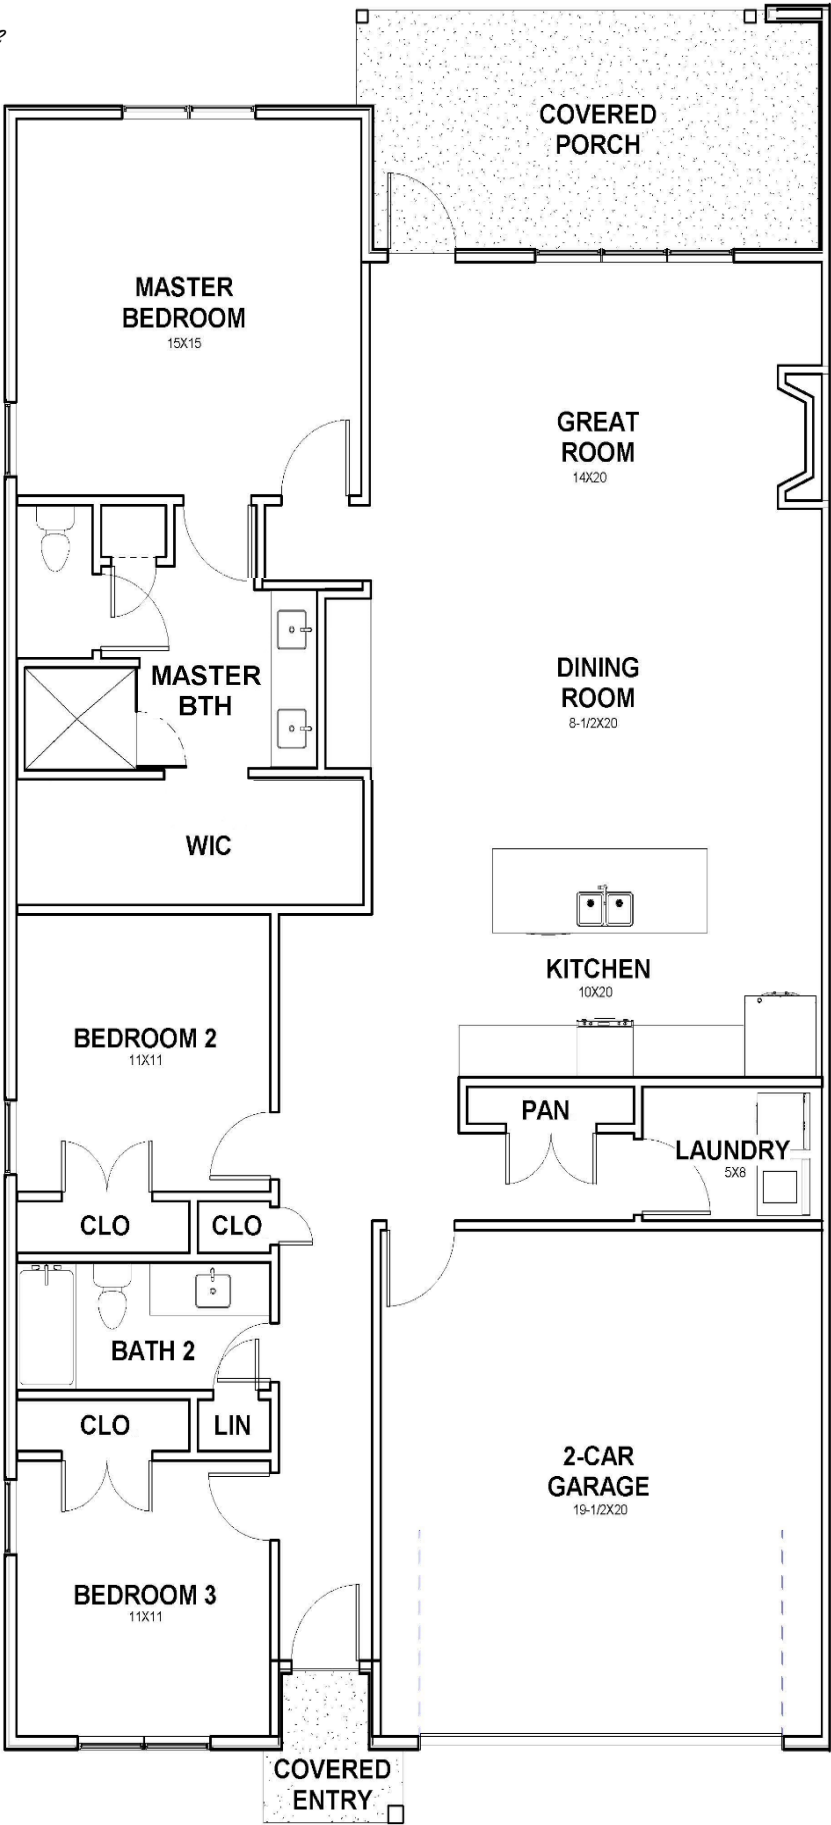 COVERED
PORCH
MASTER
BEDROOM
15X15
GREAT
ROOM
14X20
DINING
ROOM
8-1/2X20
MASTER
BTH
WIC
KITCHEN
10X20
BEDROOM 2
11X11
PAN
LAUNDRY
5X8
CLO
CLO
BATH 2
CLO
LIN
2-CAR
GARAGE
19-1/2X20
BEDROOM 3
11X11
COVERED
ENTRY